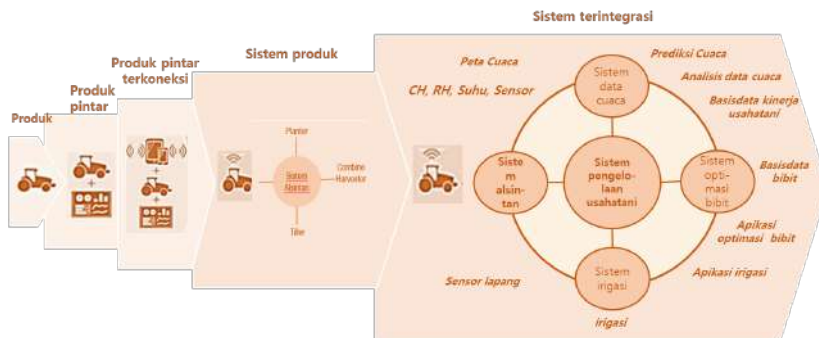 Sistem terintegrasi
Sistem produk
Produk pintar
terkoneksi
Produk
pintar
Produk
Planter
Sistem
Alsintan
Combine
Harvestor
Tiller
Peta Cuaca
CH, RH, Suhu, Sensor
Prediksi Cuaca
Analisis data cuaca
Basisdata kinerja
usahatani
Basisdata
bibit
Apikasi
optimasi bibit
Apikasi irigasi
irigasi
Sensor lapang
Sistem
data
cuaca
Siste
m alsin-
tan
Sistem
pengelo-
laan
usahatani
Sistem
opti-
masi
bibit
Sistem
irigasi